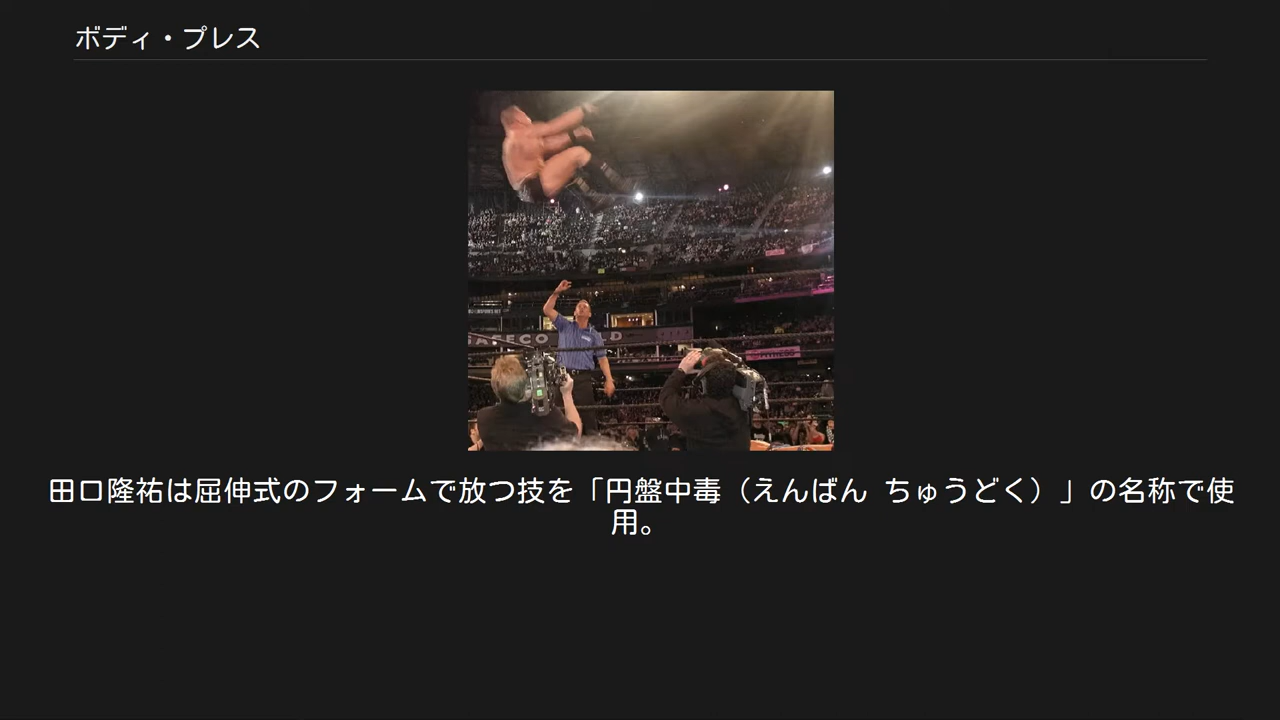 ボディ・プレス
田口隆祐は屈伸式のフォームで放つ技を「円盤中毒（えんばん ちゅうどく）」の名称で使
用。